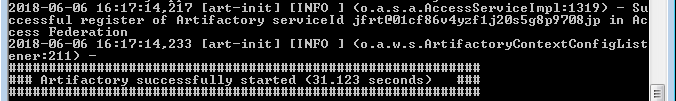 2018-06-06 16:17:14,217 [art-init] [INFO ] (o.a.s.a.AccessServiceImpl:1319) - Su
ccessful register of Artifactory serviceId jfrt@01cf86v4yzf1j20s5g8p9708jp in Ac
cess Federation
2018-06-06 16:17:14,233 [art-init] [INFO ] (o.a.w.s.ArtifactoryContextConfigList
ener:211) -
###########################################################
### Artifactory successfully started (31.123 seconds)   ###
###########################################################